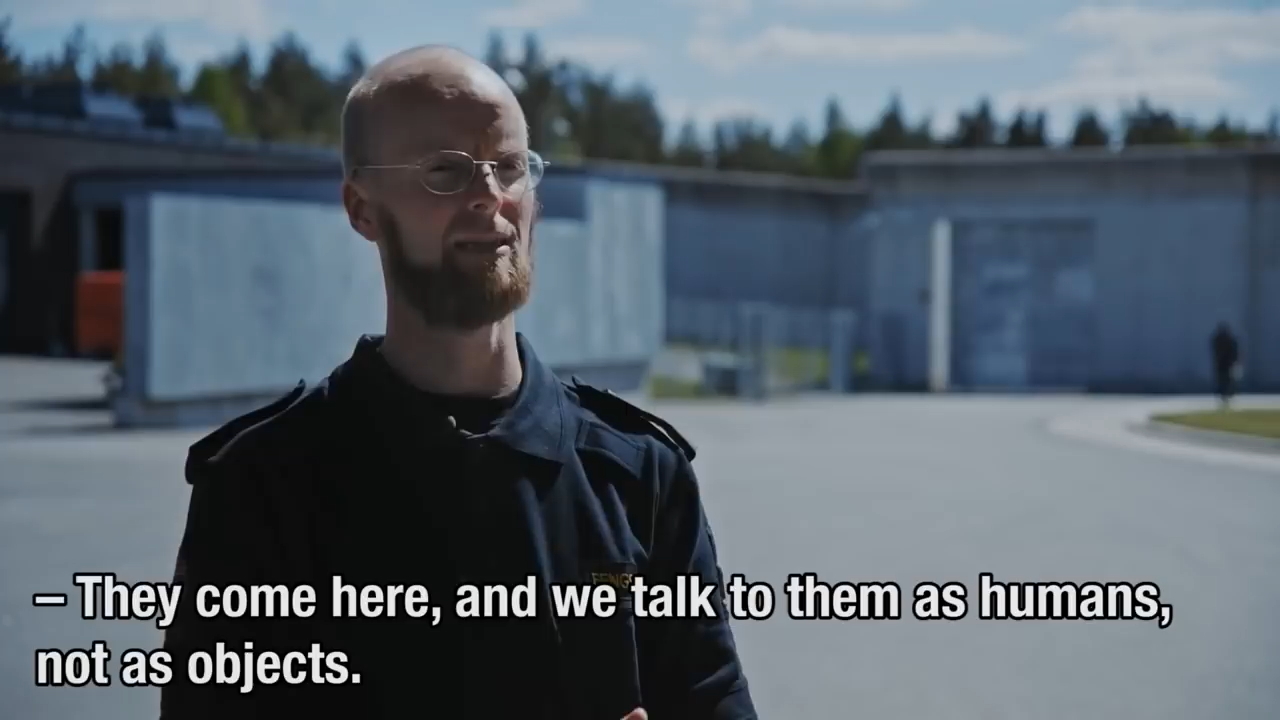 – They come here, and we talk to them as humans,
not as objects.